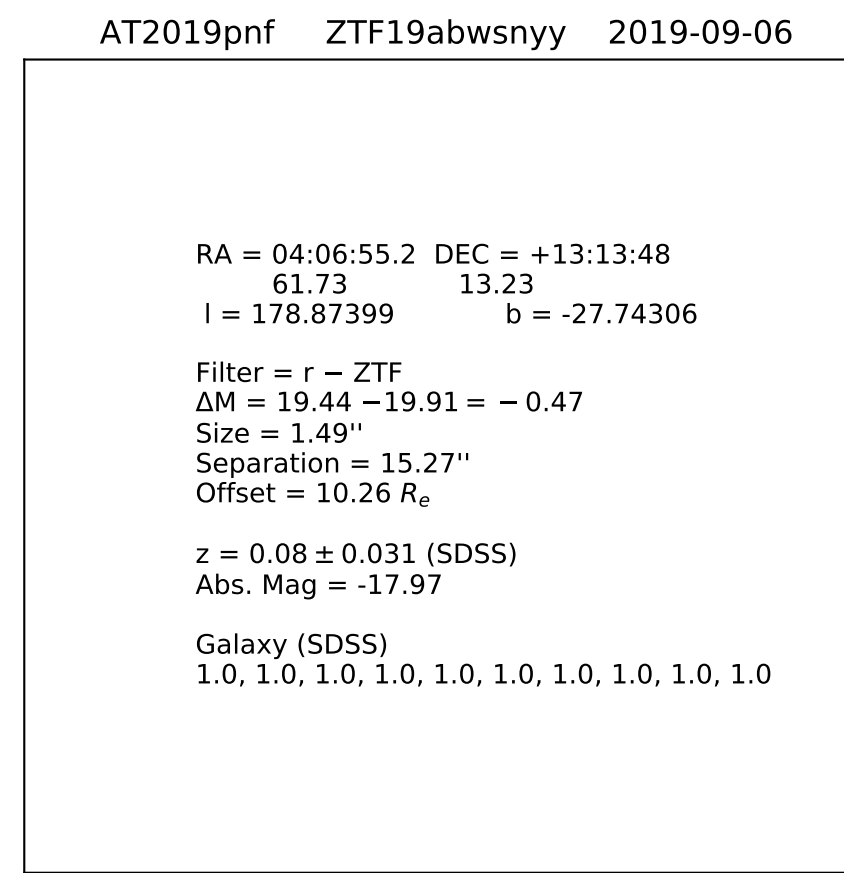 AT2019pnf ZTF19abwsnyy 2019-09-06
RA = 04:06:55.2 DEC = +13:13:48
61.73 13.23
l = 178.87399 b = -27.74306
Filter = r − ZTF
ΔM = 19.44 −19.91 = − 0.47
Size = 1.49''
Separation = 15.27''
Offset = 10.26 Rₑ
z = 0.08 ± 0.031 (SDSS)
Abs. Mag = -17.97
Galaxy (SDSS)
1.0, 1.0, 1.0, 1.0, 1.0, 1.0, 1.0, 1.0, 1.0, 1.0